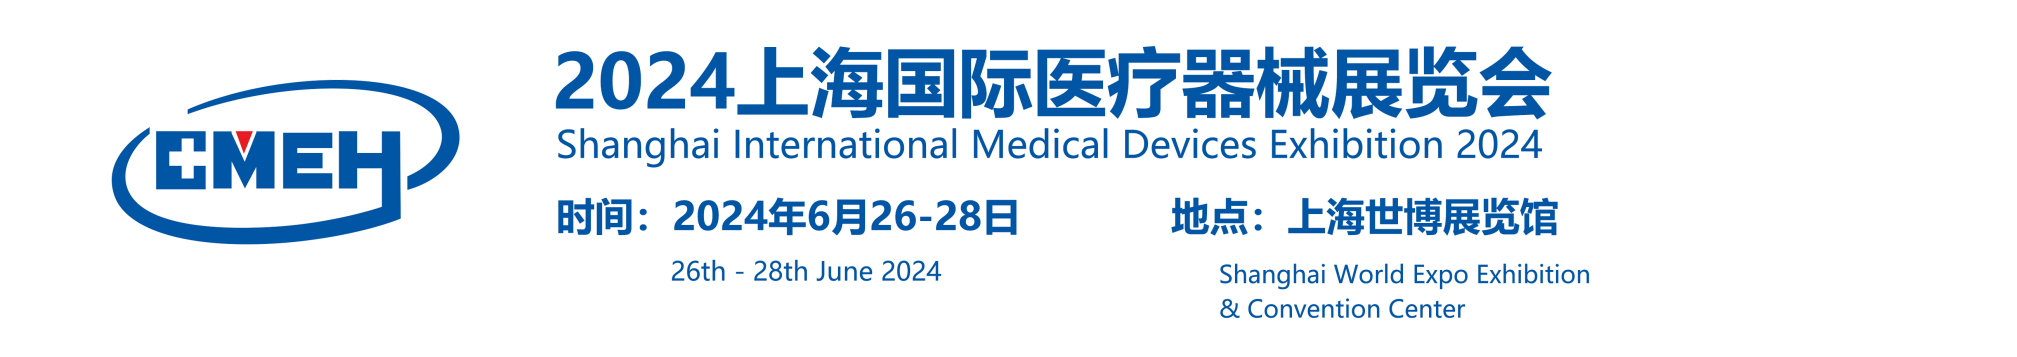 CMEH
2024上海国际医疗器械展览会
Shanghai International Medical Devices Exhibition 2024
时间：2024年6月26-28日
26th - 28th June 2024
地点：上海世博展览馆
Shanghai World Expo Exhibition
& Convention Center